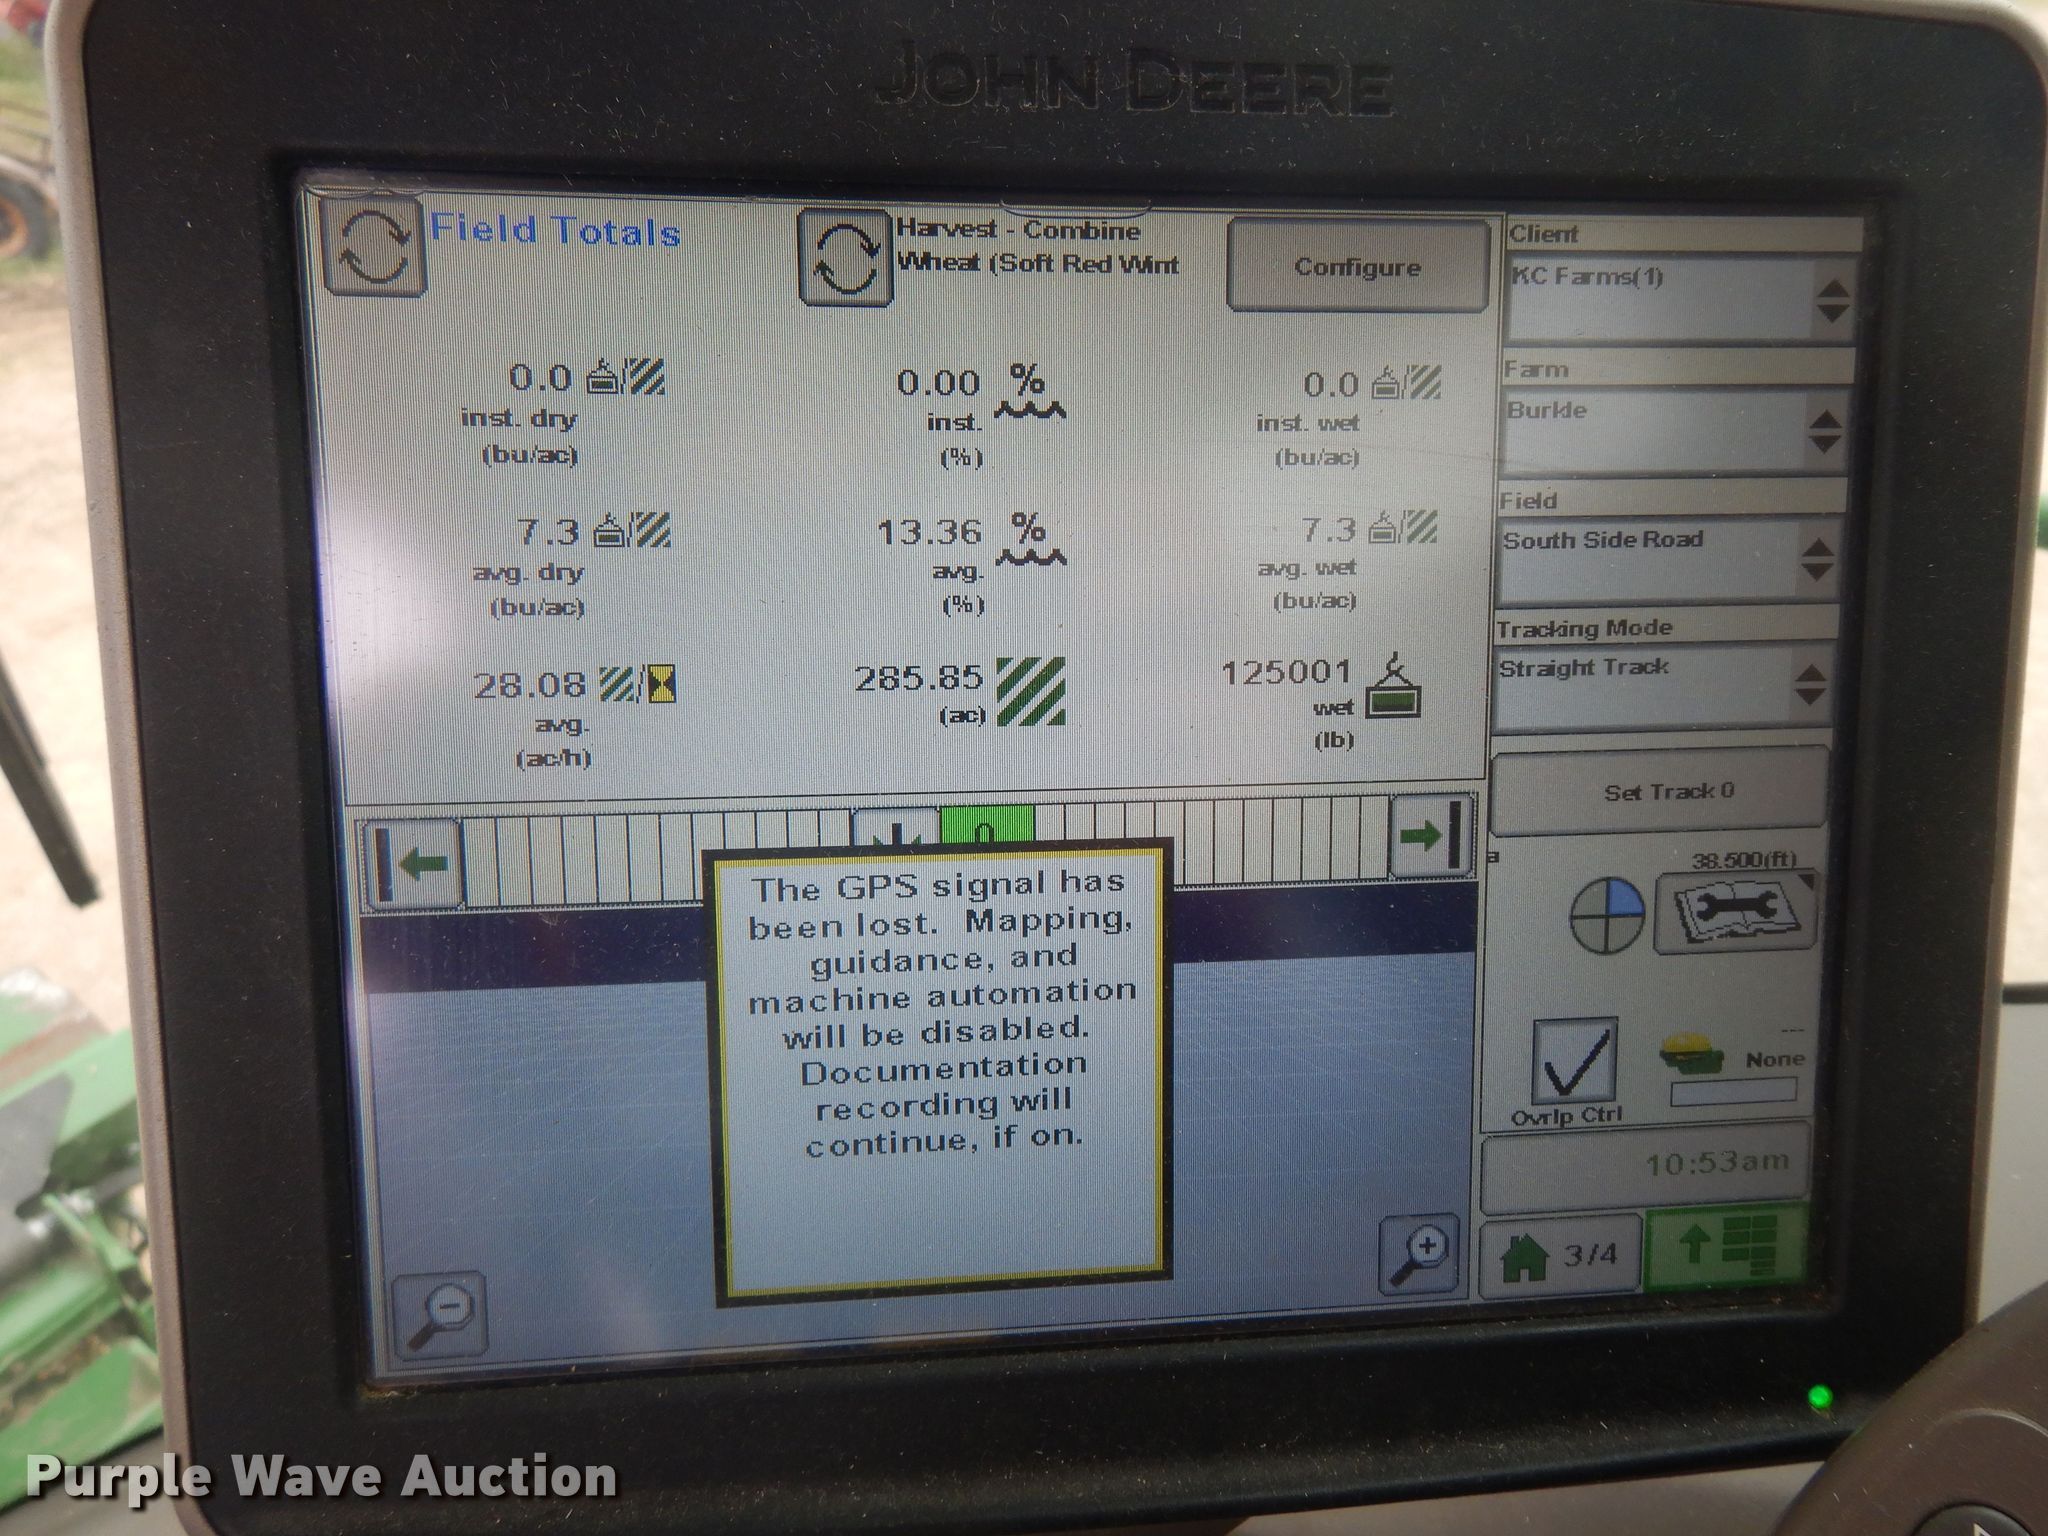 JOHN DEERE
Field Totals
Harvest - Combine
Wheat (Soft Red Wint
Configure
0.0
inst. dry
(bu/ac)
0.00 %
inst.
(%)
0.0
inst. wet
(bu/ac)
7.3
avg. dry
(bu/ac)
13.36 %
avg.
(%)
7.3
avg. wet
(bu/ac)
28.08
avg.
(ac/h)
285.85
(ac)
125001
wet
(lb)
0
The GPS signal has
been lost. Mapping,
guidance, and
machine automation
will be disabled.
Documentation
recording will
continue, if on.
Client
KC Farms(1)
Farm
Burkle
Field
South Side Road
Tracking Mode
Straight Track
Set Track 0
a
38.500(ft)
---
None
Ovrlp Ctrl
10:53am
3/4
Purple Wave Auction